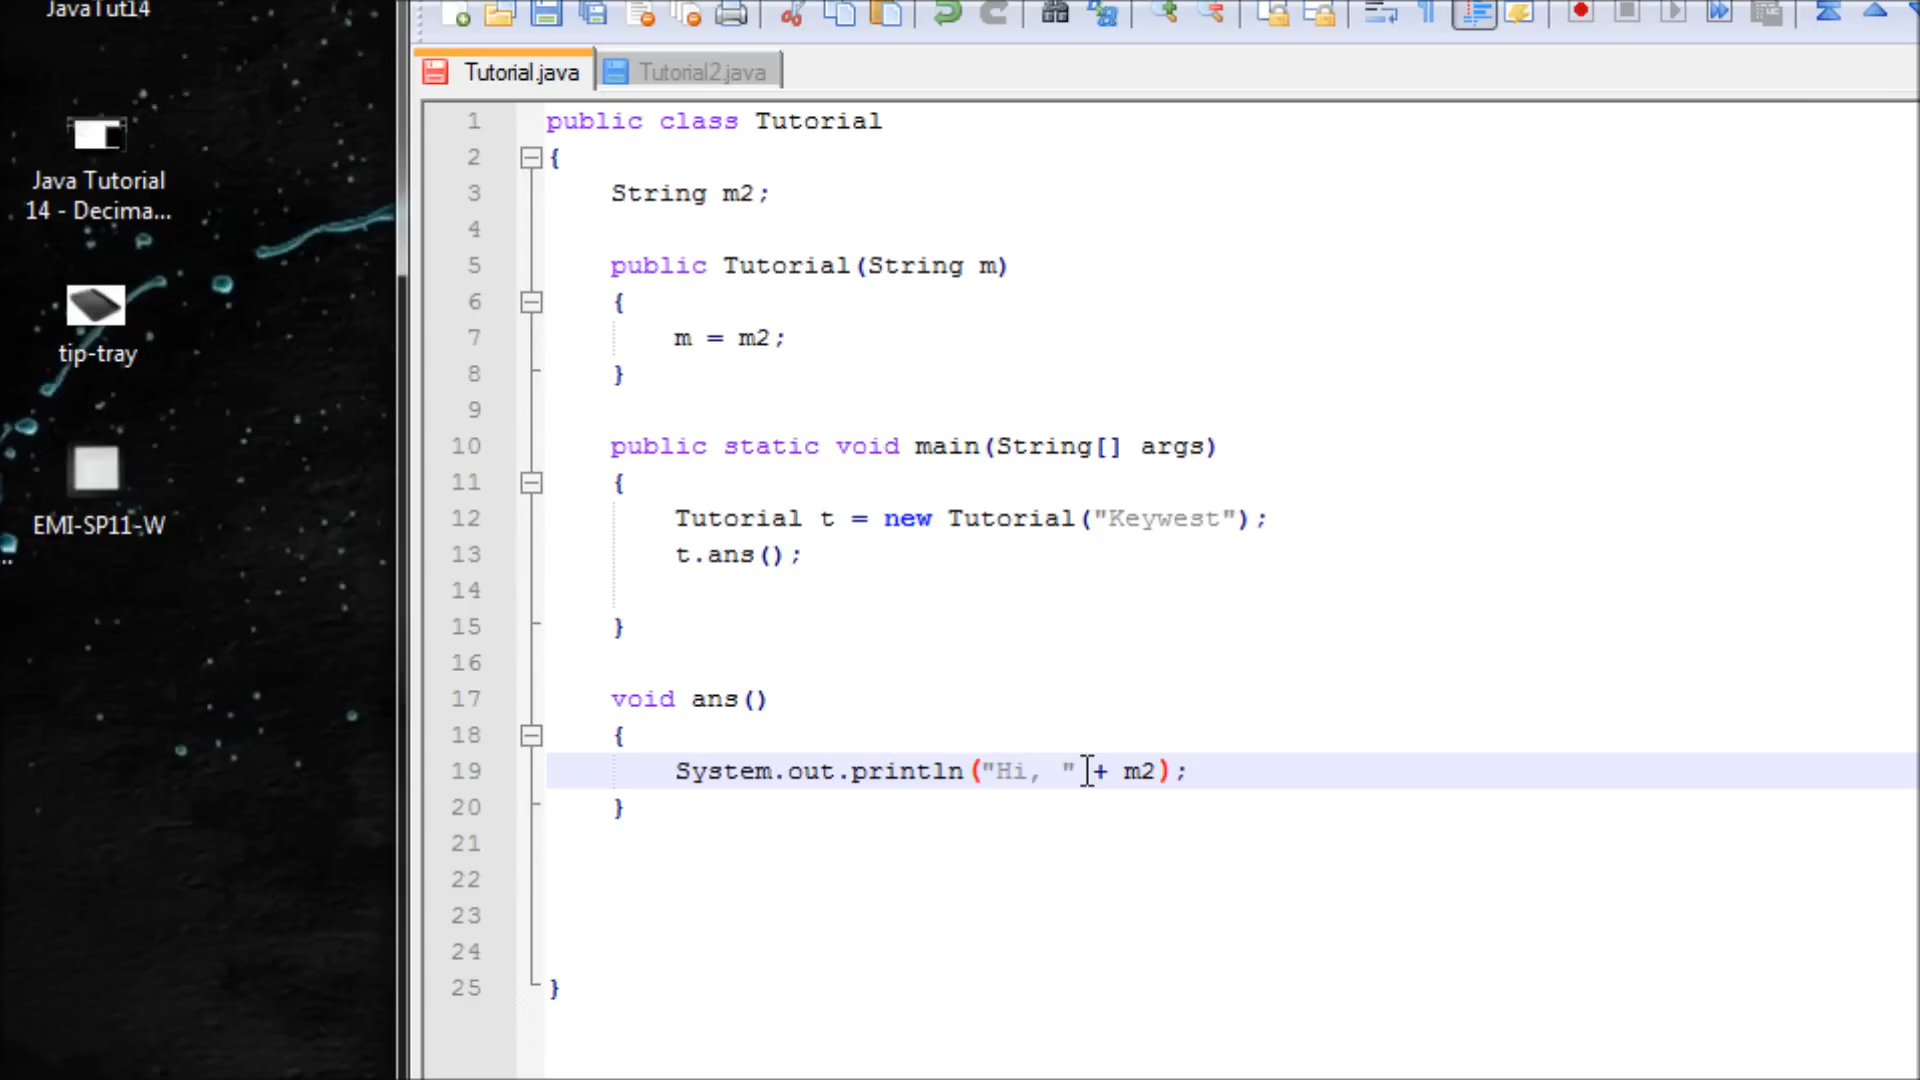 JavaTut14
Java Tutorial
14 - Decima...
tip-tray
EMI-SP11-W
..
Tutorial.java
Tutorial2.java
1 public class Tutorial
2 {
3 String m2;
4
5 public Tutorial(String m)
6 {
7 m = m2;
8 }
9
10 public static void main(String[] args)
11 {
12 Tutorial t = new Tutorial("Keywest");
13 t.ans();
14
15 }
16
17 void ans()
18 {
19 System.out.println("Hi, " + m2);
20 }
21
22
23
24
25 }